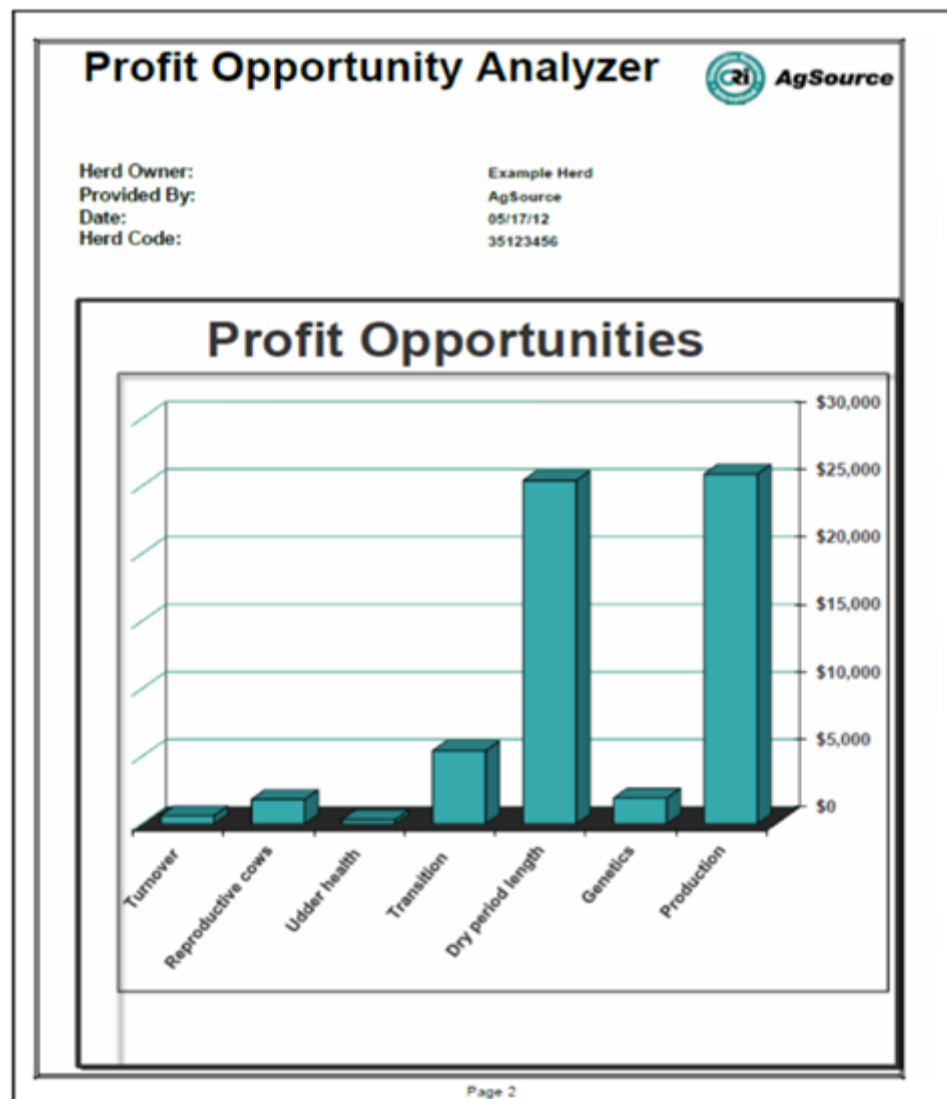 Profit Opportunity Analyzer
CRi AgSource
Herd Owner: Example Herd
Provided By: AgSource
Date: 05/17/12
Herd Code: 35123456
Profit Opportunities
$30,000
$25,000
$20,000
$15,000
$10,000
$5,000
$0
Turnover
Reproductive cows
Udder health
Transition
Dry period length
Genetics
Production
Page 2